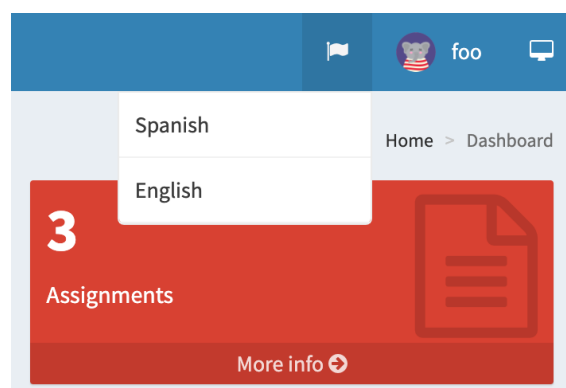 foo
Spanish
English
Home > Dashboard
3
Assignments
More info